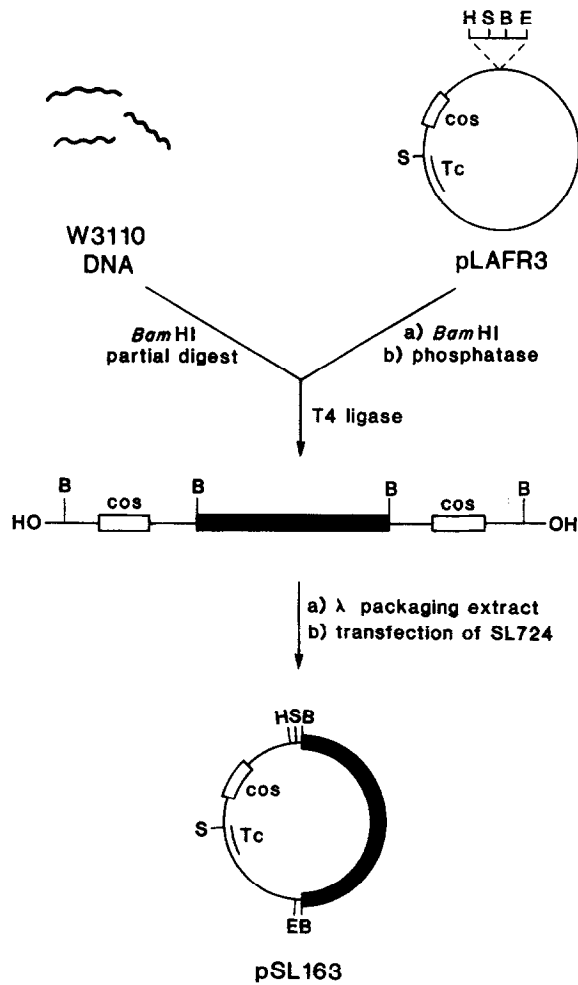 H S B E
cos
S
Tc
W3110
DNA
pLAFR3
BamHI
partial digest
a) BamHI
b) phosphatase
T4 ligase
B
B
B
B
cos
cos
HO
OH
a) λ packaging extract
b) transfection of SL724
HSB
cos
S
Tc
EB
pSL163